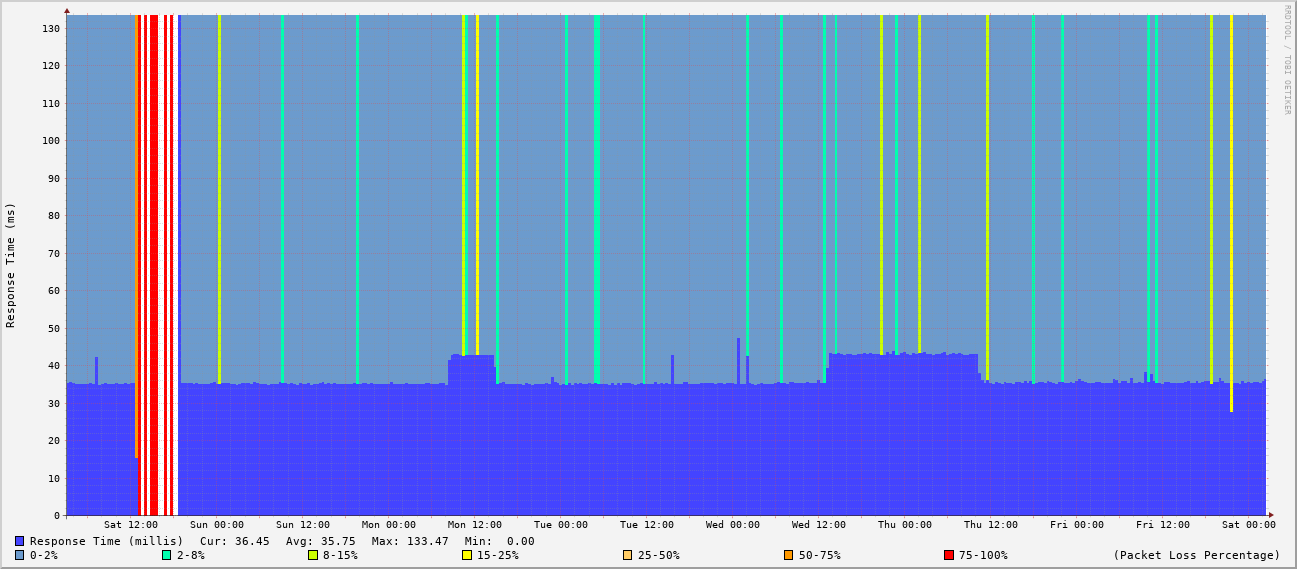 RRDTOOL / TOBI OETIKER
Response Time (ms)
130
120
110
100
90
80
70
60
50
40
30
20
10
0
Sat 12:00 Sun 00:00 Sun 12:00 Mon 00:00 Mon 12:00 Tue 00:00 Tue 12:00 Wed 00:00 Wed 12:00 Thu 00:00 Thu 12:00 Fri 00:00 Fri 12:00 Sat 00:00
Response Time (millis) Cur: 36.45 Avg: 35.75 Max: 133.47 Min: 0.00
0-2% 2-8% 8-15% 15-25% 25-50% 50-75% 75-100% (Packet Loss Percentage)